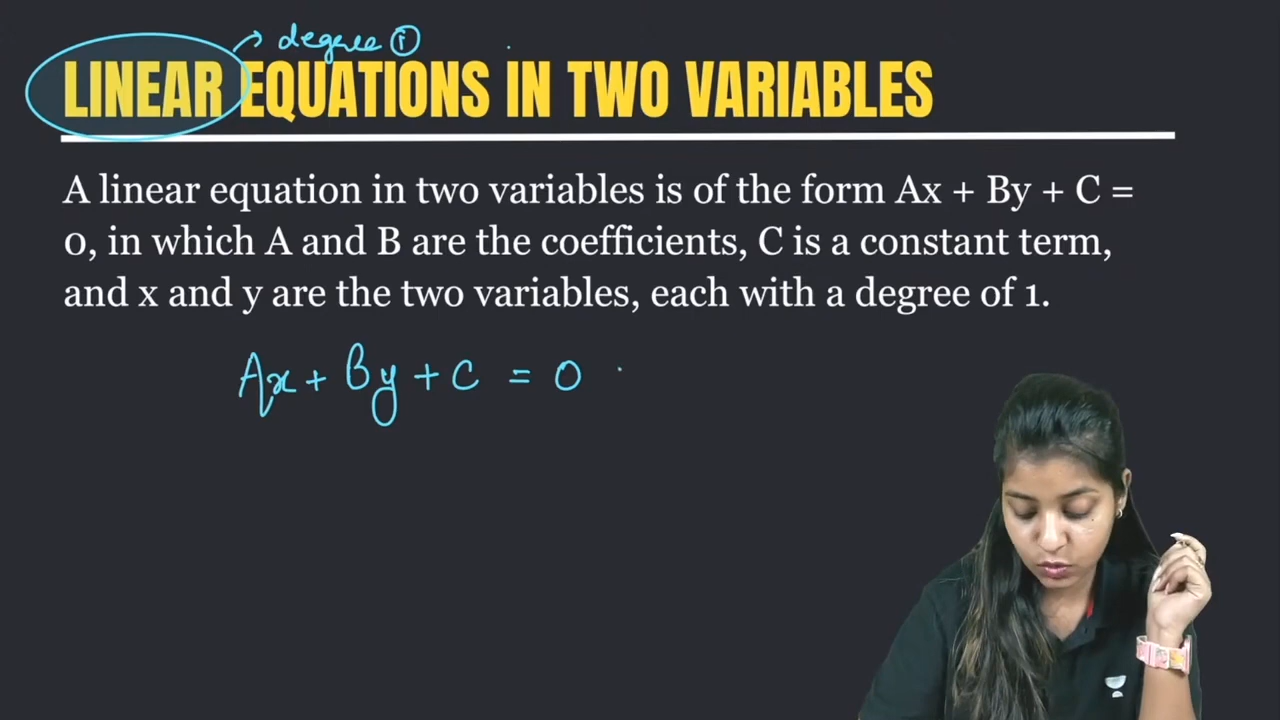 degree ①
LINEAR EQUATIONS IN TWO VARIABLES
A linear equation in two variables is of the form Ax + By + C =
0, in which A and B are the coefficients, C is a constant term,
and x and y are the two variables, each with a degree of 1.
Ax + By + C = 0